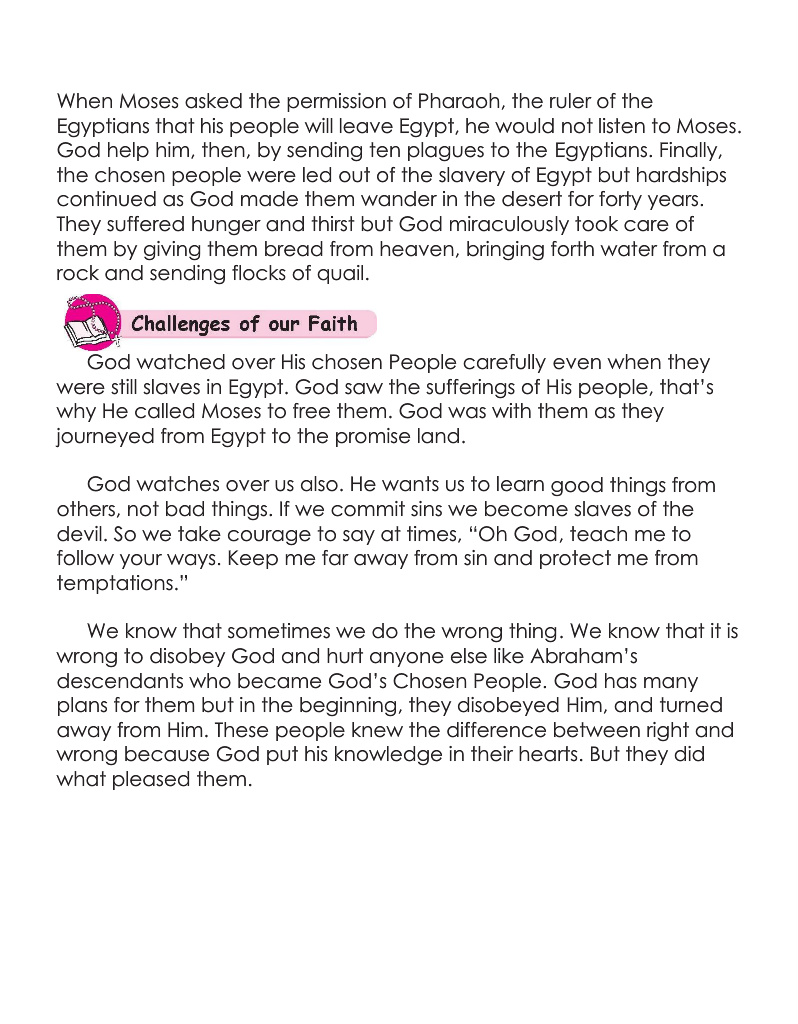 When Moses asked the permission of Pharaoh, the ruler of the
Egyptians that his people will leave Egypt, he would not listen to Moses.
God help him, then, by sending ten plagues to the Egyptians. Finally,
the chosen people were led out of the slavery of Egypt but hardships
continued as God made them wander in the desert for forty years.
They suffered hunger and thirst but God miraculously took care of
them by giving them bread from heaven, bringing forth water from a
rock and sending flocks of quail.
Challenges of our Faith
God watched over His chosen People carefully even when they
were still slaves in Egypt. God saw the sufferings of His people, that's
why He called Moses to free them. God was with them as they
journeyed from Egypt to the promise land.
God watches over us also. He wants us to learn good things from
others, not bad things. If we commit sins we become slaves of the
devil. So we take courage to say at times, “Oh God, teach me to
follow your ways. Keep me far away from sin and protect me from
temptations.”
We know that sometimes we do the wrong thing. We know that it is
wrong to disobey God and hurt anyone else like Abraham's
descendants who became God's Chosen People. God has many
plans for them but in the beginning, they disobeyed Him, and turned
away from Him. These people knew the difference between right and
wrong because God put his knowledge in their hearts. But they did
what pleased them.